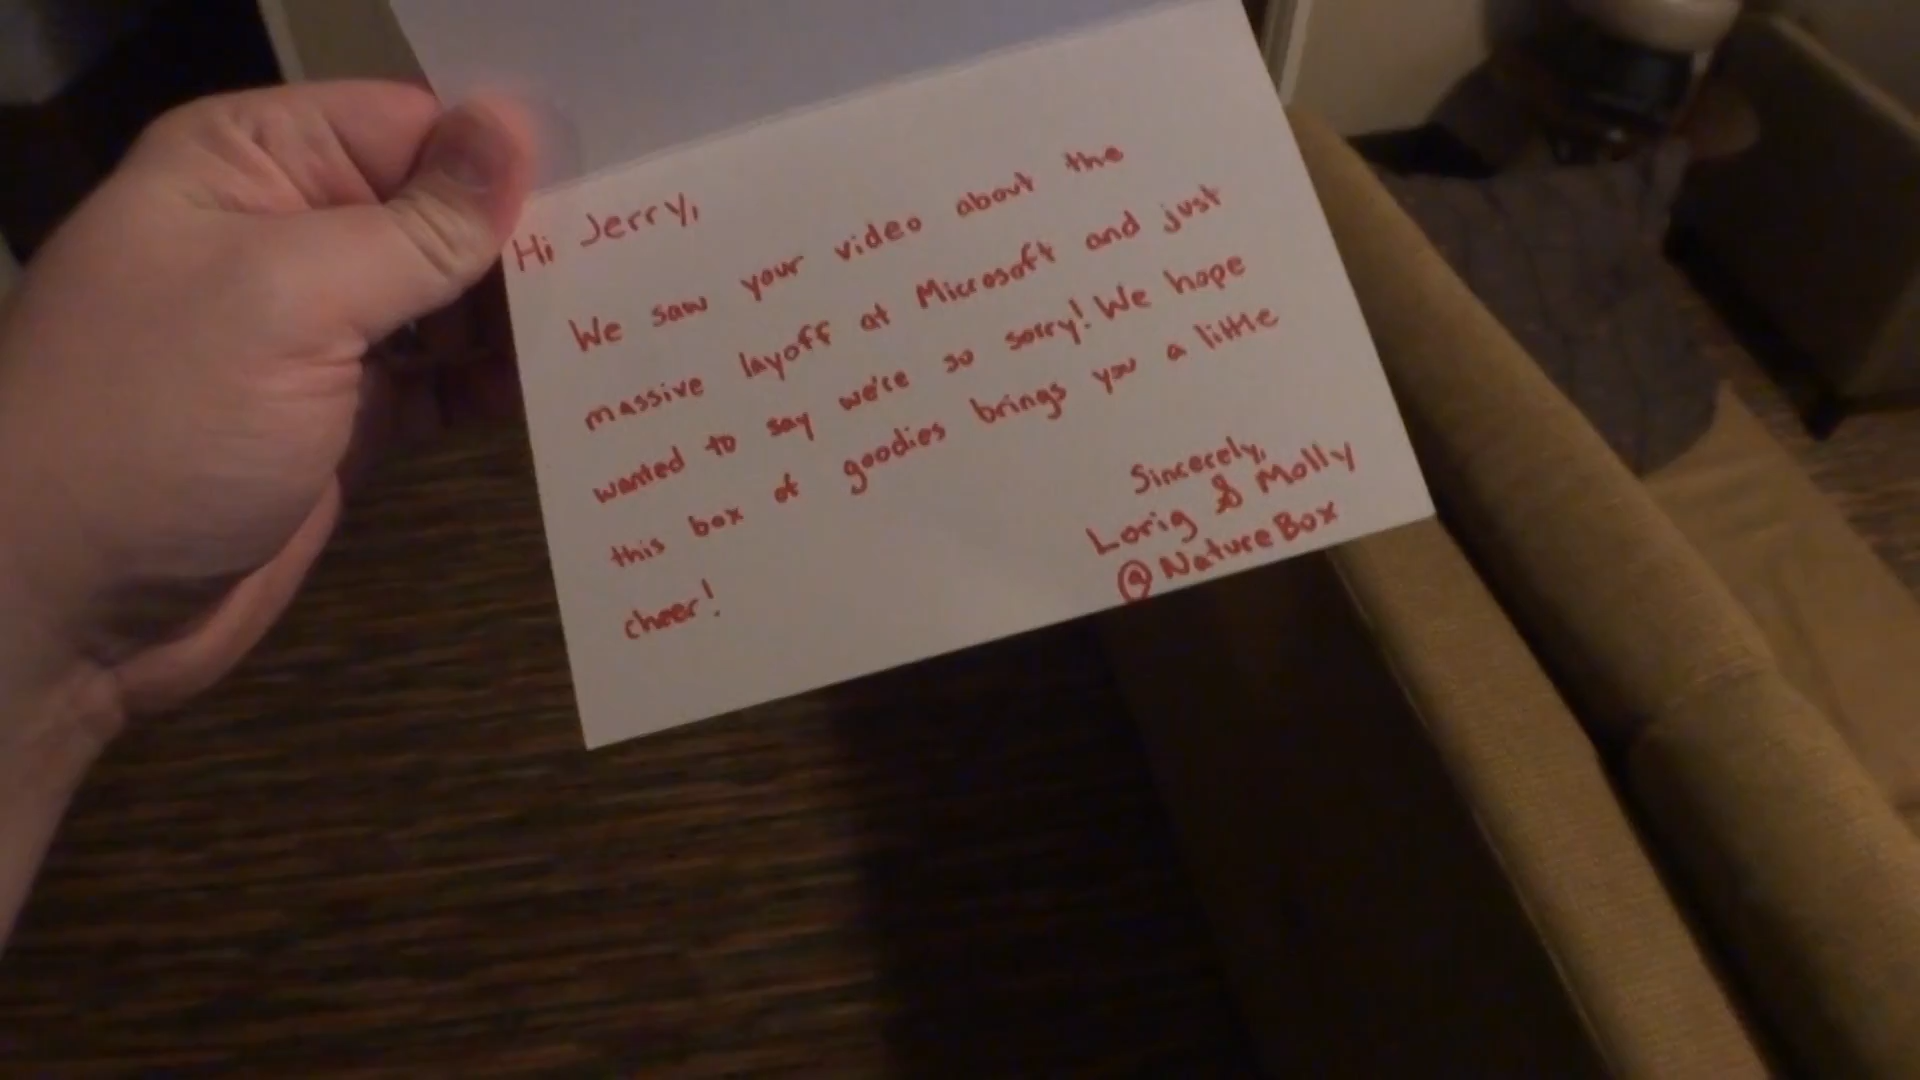 Hi Jerry,
We saw your video about the
massive layoff at Microsoft and just
wanted to say we're so sorry! We hope
this box of goodies brings you a little
cheer!
Sincerely,
Lorig & Molly
@NatureBox